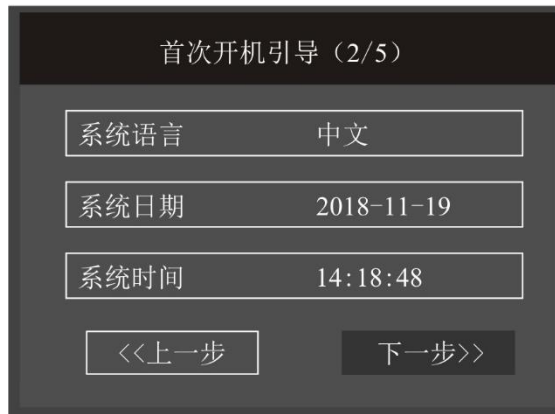 首次开机引导（2/5）
系统语言 中文
系统日期 2018-11-19
系统时间 14:18:48
<<上一步 下一步>>